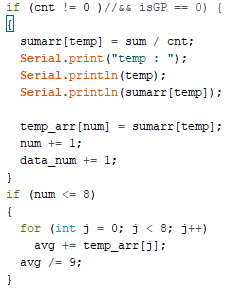 if (cnt != 0 )//&& isGP == 0) {
{
sumarr[temp] = sum / cnt;
Serial.print("temp : ");
Serial.println(temp);
Serial.println(sumarr[temp]);
temp_arr[num] = sumarr[temp];
num += 1;
data_num += 1;
}
if (num <= 8)
{
for (int j = 0; j < 8; j++)
avg += temp_arr[j];
avg /= 9;
}